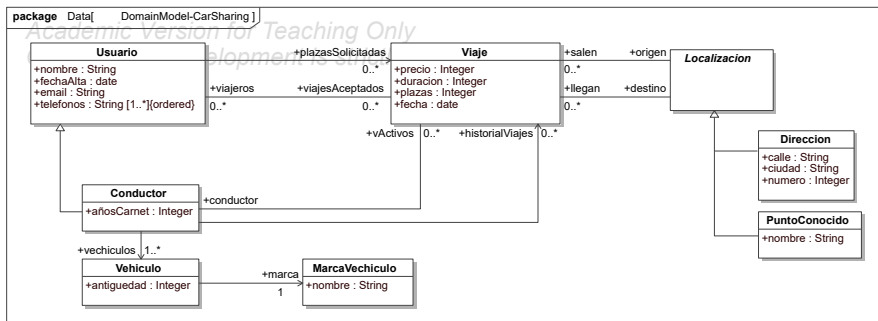 package Data[ DomainModel-CarSharing ]
Academic Version for Teaching Only
Usuario
+nombre : String
+fechaAlta : date
+email : String
+telefonos : String [1..*]{ordered}
+plazasSolicitadas
0..*
+viajeros
0..*
+viajesAceptados
0..*
Viaje
+precio : Integer
+duracion : Integer
+plazas : Integer
+fecha : date
+salen
0..*
+origen
+llegan
0..*
+destino
Localizacion
+vActivos
0..*
+historialViajes
0..*
Direccion
+calle : String
+ciudad : String
+numero : Integer
Conductor
+añosCarnet : Integer
+conductor
PuntoConocido
+nombre : String
+vechiculos
1..*
Vehiculo
+antiguedad : Integer
+marca
1
MarcaVechiculo
+nombre : String